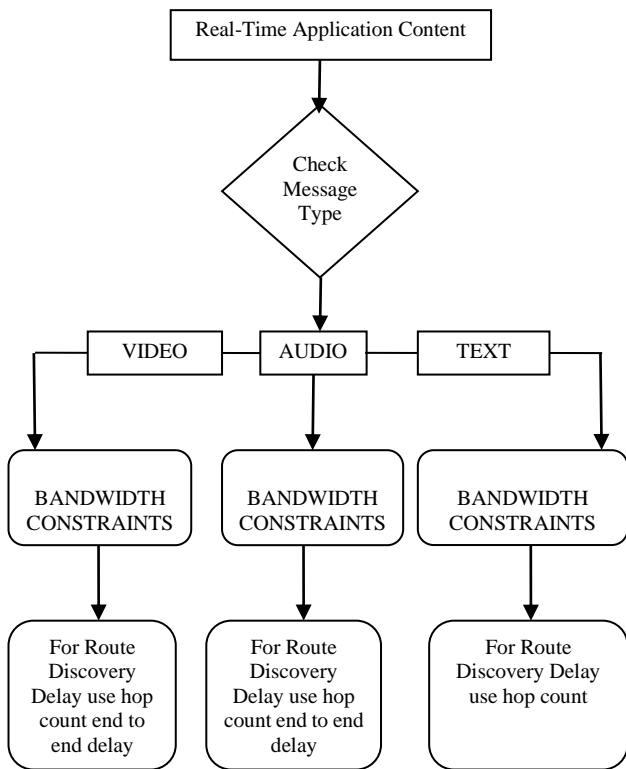 Real-Time Application Content
Check
Message
Type
VIDEO
AUDIO
TEXT
BANDWIDTH
CONSTRAINTS
BANDWIDTH
CONSTRAINTS
BANDWIDTH
CONSTRAINTS
For Route
Discovery
Delay use hop
count end to
end delay
For Route
Discovery
Delay use hop
count end to end
delay
For Route
Discovery Delay
use hop count